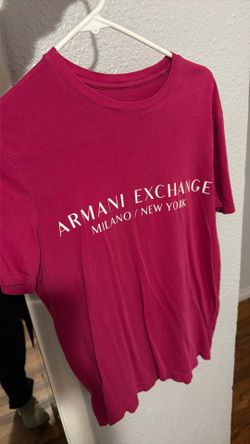 ARMANI EXCHANGE
MILANO / NEW YORK